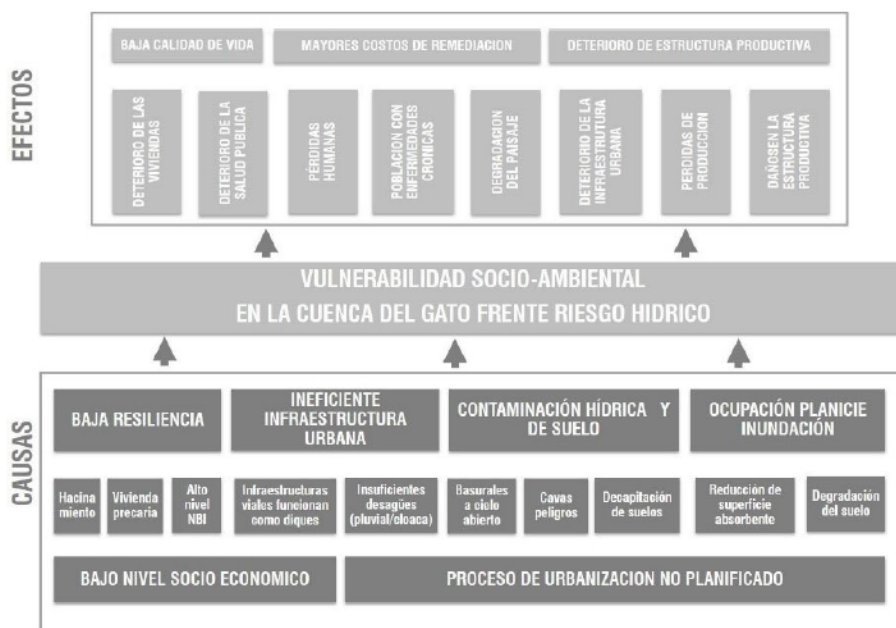 EFECTOS
BAJA CALIDAD DE VIDA
MAYORES COSTOS DE REMEDIACION
DETERIORO DE ESTRUCTURA PRODUCTIVA
DETERIORO DE LAS
VIVIENDAS
DETERIORO DE LA
SALUD PUBLICA
PÉRDIDAS
HUMANAS
POBLACION CON
ENFERMEDADES
CRONICAS
DEGRADACION
DEL PAISAJE
DETERIORIO DE LA
INFRAESTRUTURA
URBANA
PERDIDAS DE
PRODUCCION
DAÑOSEN LA
ESTRUCTURA
PRODUCTIVA
VULNERABILIDAD SOCIO-AMBIENTAL
EN LA CUENCA DEL GATO FRENTE RIESGO HIDRICO
CAUSAS
BAJA RESILIENCIA
INEFICIENTE
INFRAESTRUCTURA
URBANA
CONTAMINACIÓN HÍDRICA Y
DE SUELO
OCUPACIÓN PLANICIE
INUNDACIÓN
Hacina
miento
Vivienda
precaria
Alto
nivel
NBI
Infraestructuras
viales funcionan
como diques
Insuficientes
desagües
(pluvial/cloaca)
Basurales
a cielo
abierto
Cavas
peligros
Decapitación
de suelos
Reducción de
superficie
absorbente
Degradación
del suelo
BAJO NIVEL SOCIO ECONOMICO
PROCESO DE URBANIZACION NO PLANIFICADO